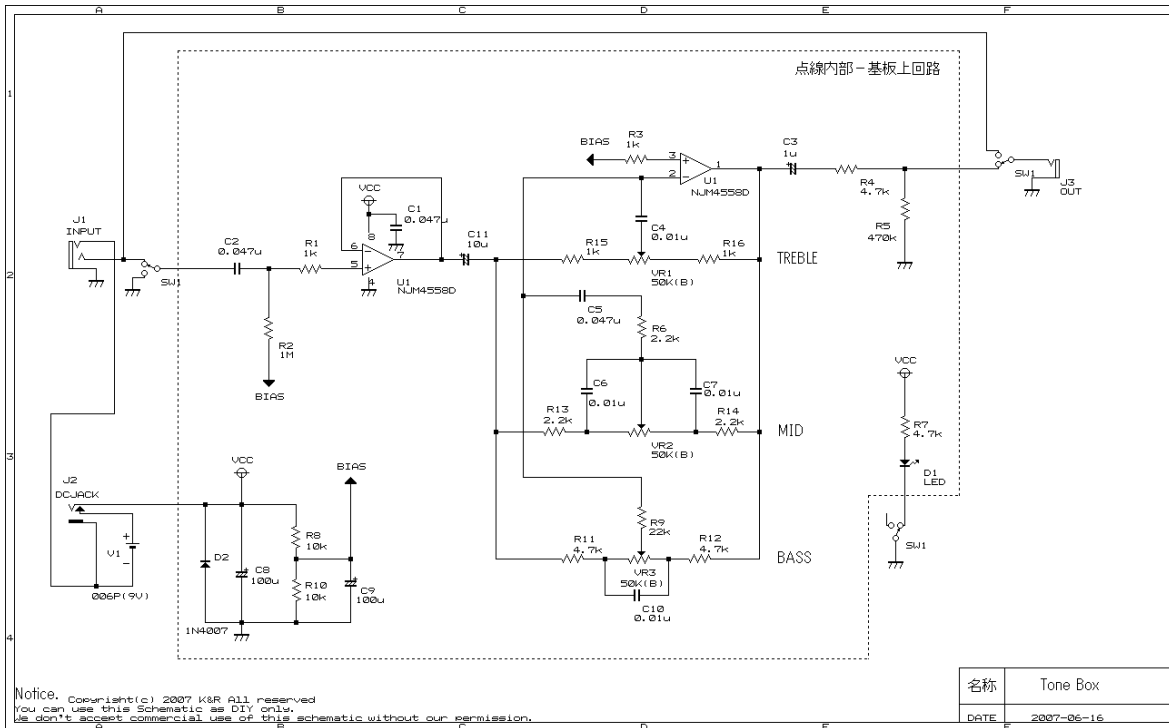 A B C D E F
1
点線内部－基板上回路
BIAS
R3
1k
3
2
1
U1
NJM4558D
C3
1u
R4
4.7k
R5
470k
SW1
J3
OUT
VCC
8
C1
0.047u
6
5
7
4
U1
NJM4558D
J1
INPUT
SW1
C2
0.047u
R1
1k
R2
1M
BIAS
C11
10u
2
C4
0.01u
R15
1k
VR1
50K(B)
R16
1k
TREBLE
C5
0.047u
R6
2.2k
C6
0.01u
C7
0.01u
R13
2.2k
VR2
50K(B)
R14
2.2k
MID
VCC
R7
4.7k
D1
LED
SW1
3
J2
DCJACK
V1
+
−
006P(9V)
VCC
BIAS
D2
1N4007
C8
100u
R8
10k
R10
10k
C9
100u
R9
22k
R11
4.7k
VR3
50K(B)
R12
4.7k
C10
0.01u
BASS
4
Notice. Copyright(c) 2007 K&R All reserved
You can use this Schematic as DIY only.
We don't accept commercial use of this schematic without our permission.
名称 Tone Box
DATE 2007-06-16
A B C D E F